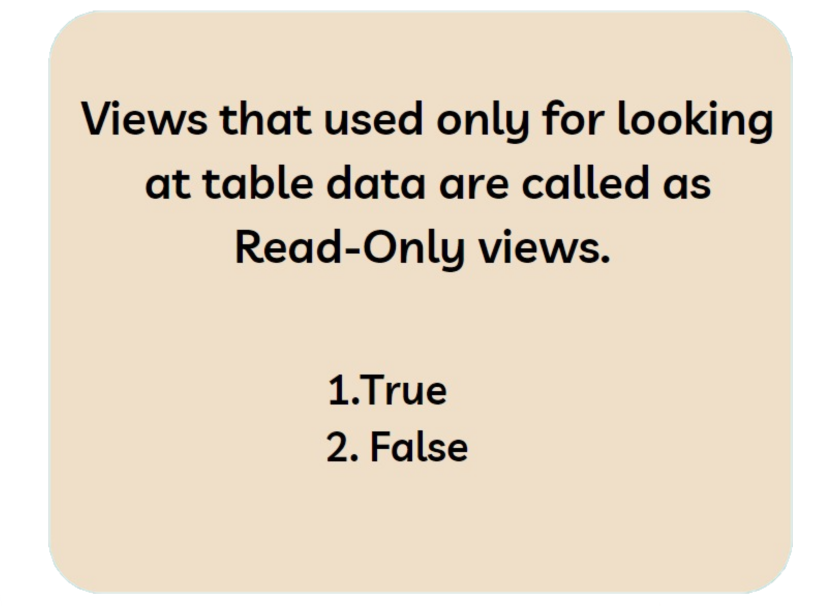 Views that used only for looking
at table data are called as
Read-Only views.
1.True
2. False